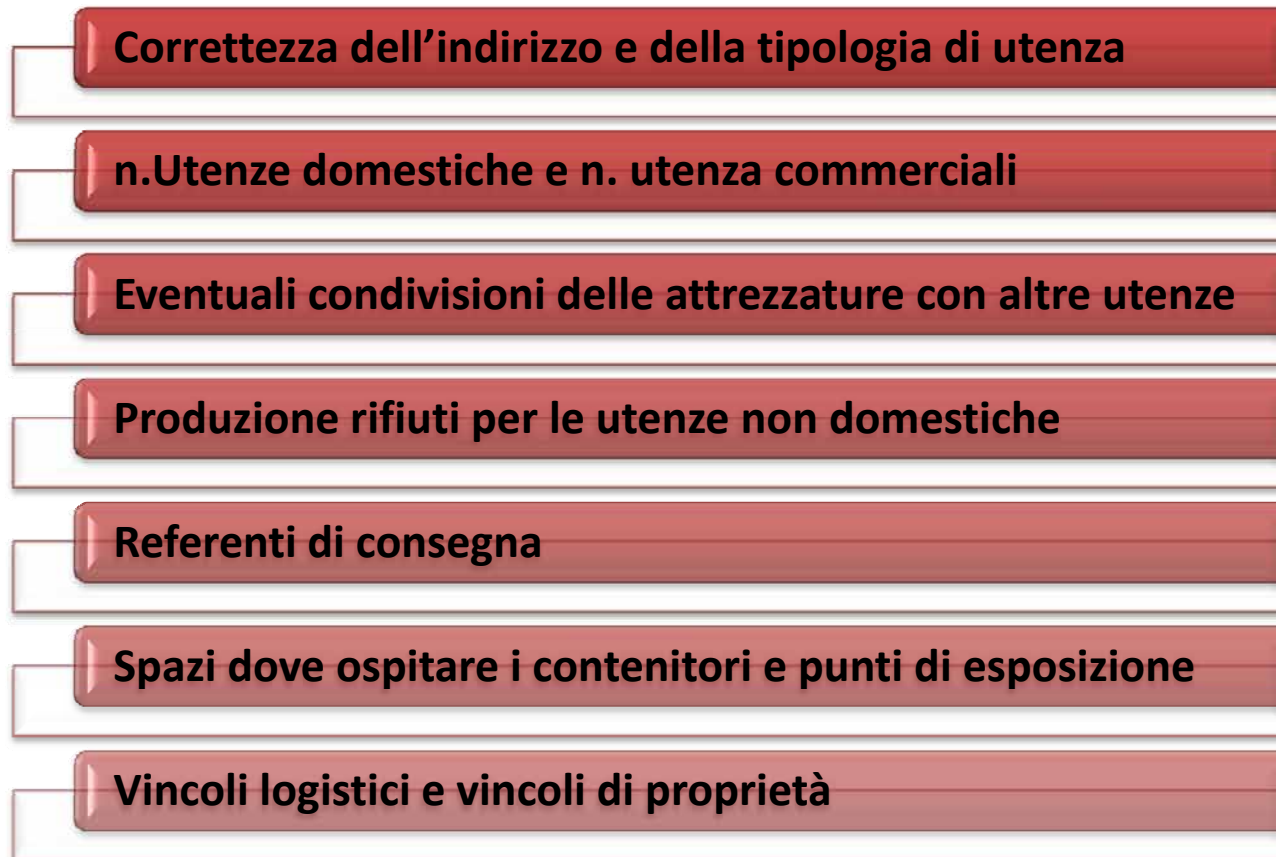 Correttezza dell’indirizzo e della tipologia di utenza
n.Utenze domestiche e n. utenza commerciali
Eventuali condivisioni delle attrezzature con altre utenze
Produzione rifiuti per le utenze non domestiche
Referenti di consegna
Spazi dove ospitare i contenitori e punti di esposizione
Vincoli logistici e vincoli di proprietà